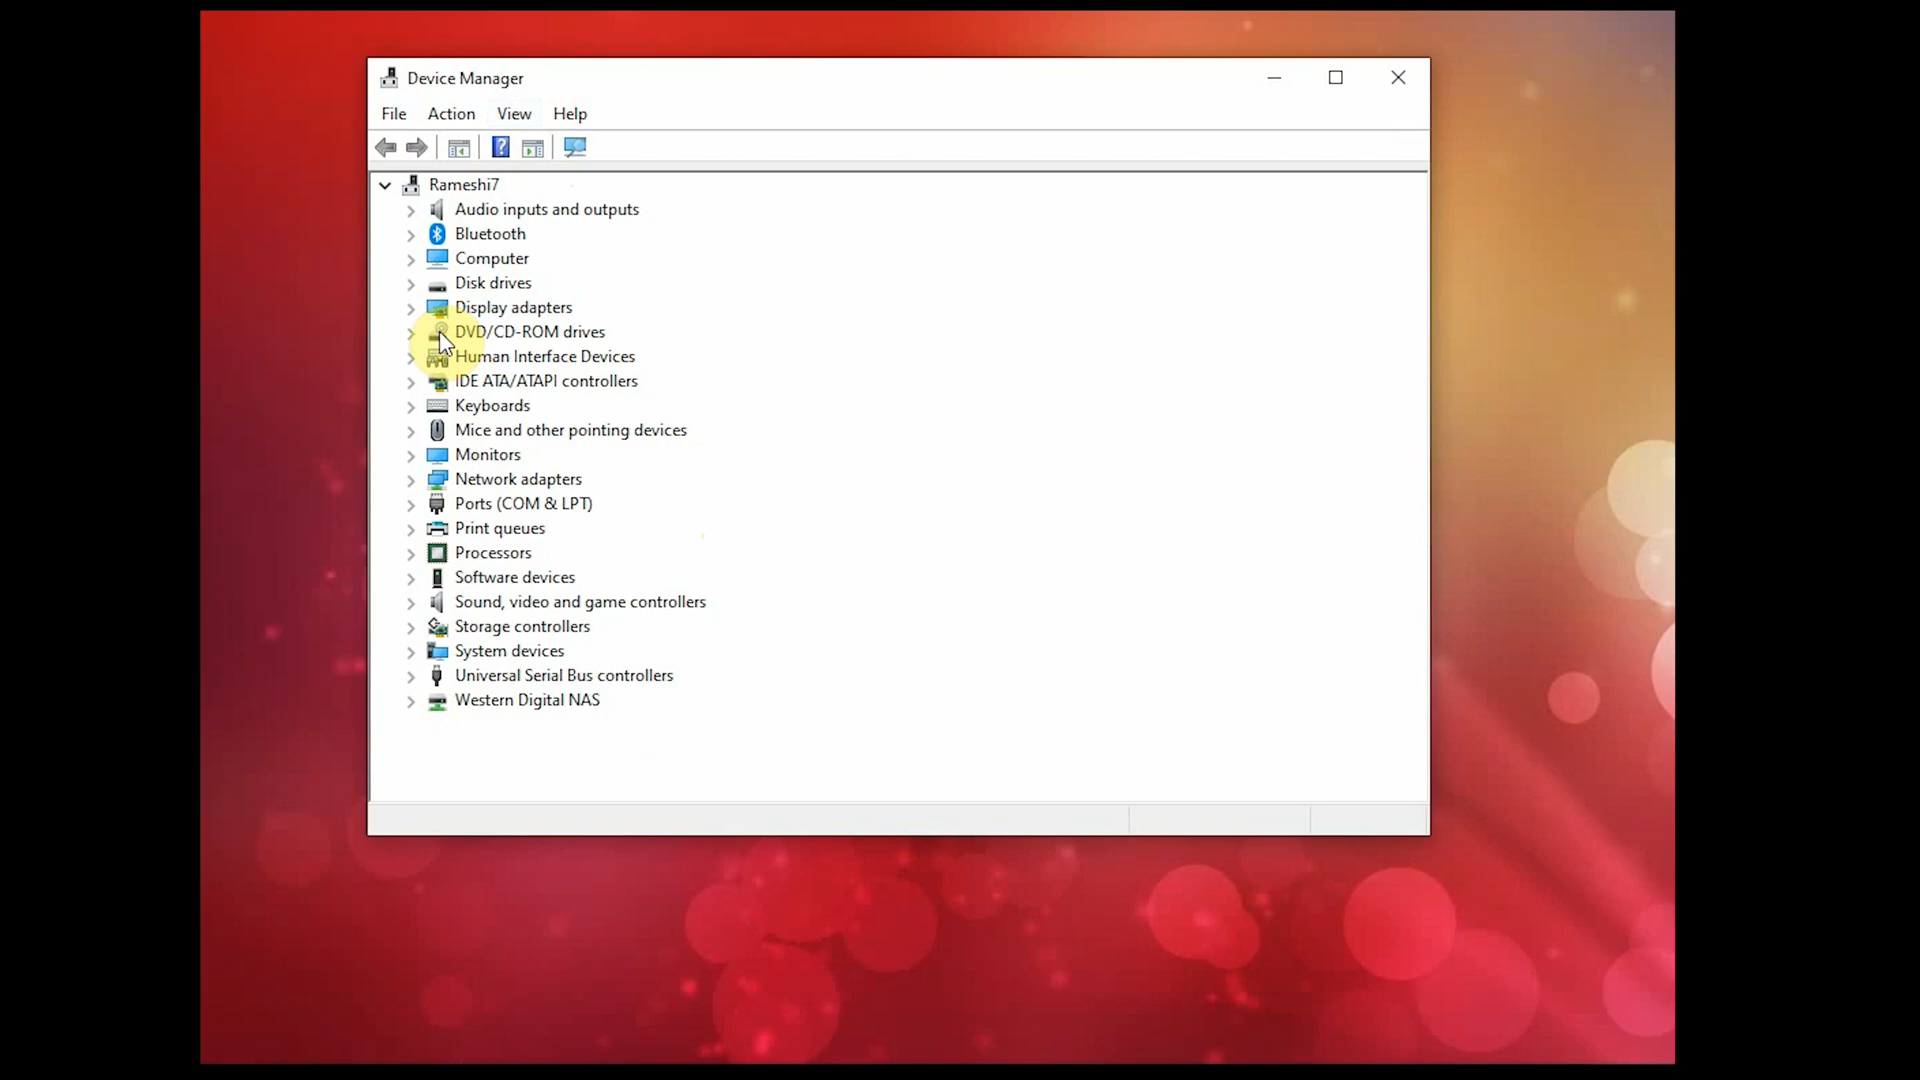 Device Manager
File Action View Help
Rameshi7
Audio inputs and outputs
Bluetooth
Computer
Disk drives
Display adapters
DVD/CD-ROM drives
Human Interface Devices
IDE ATA/ATAPI controllers
Keyboards
Mice and other pointing devices
Monitors
Network adapters
Ports (COM & LPT)
Print queues
Processors
Software devices
Sound, video and game controllers
Storage controllers
System devices
Universal Serial Bus controllers
Western Digital NAS